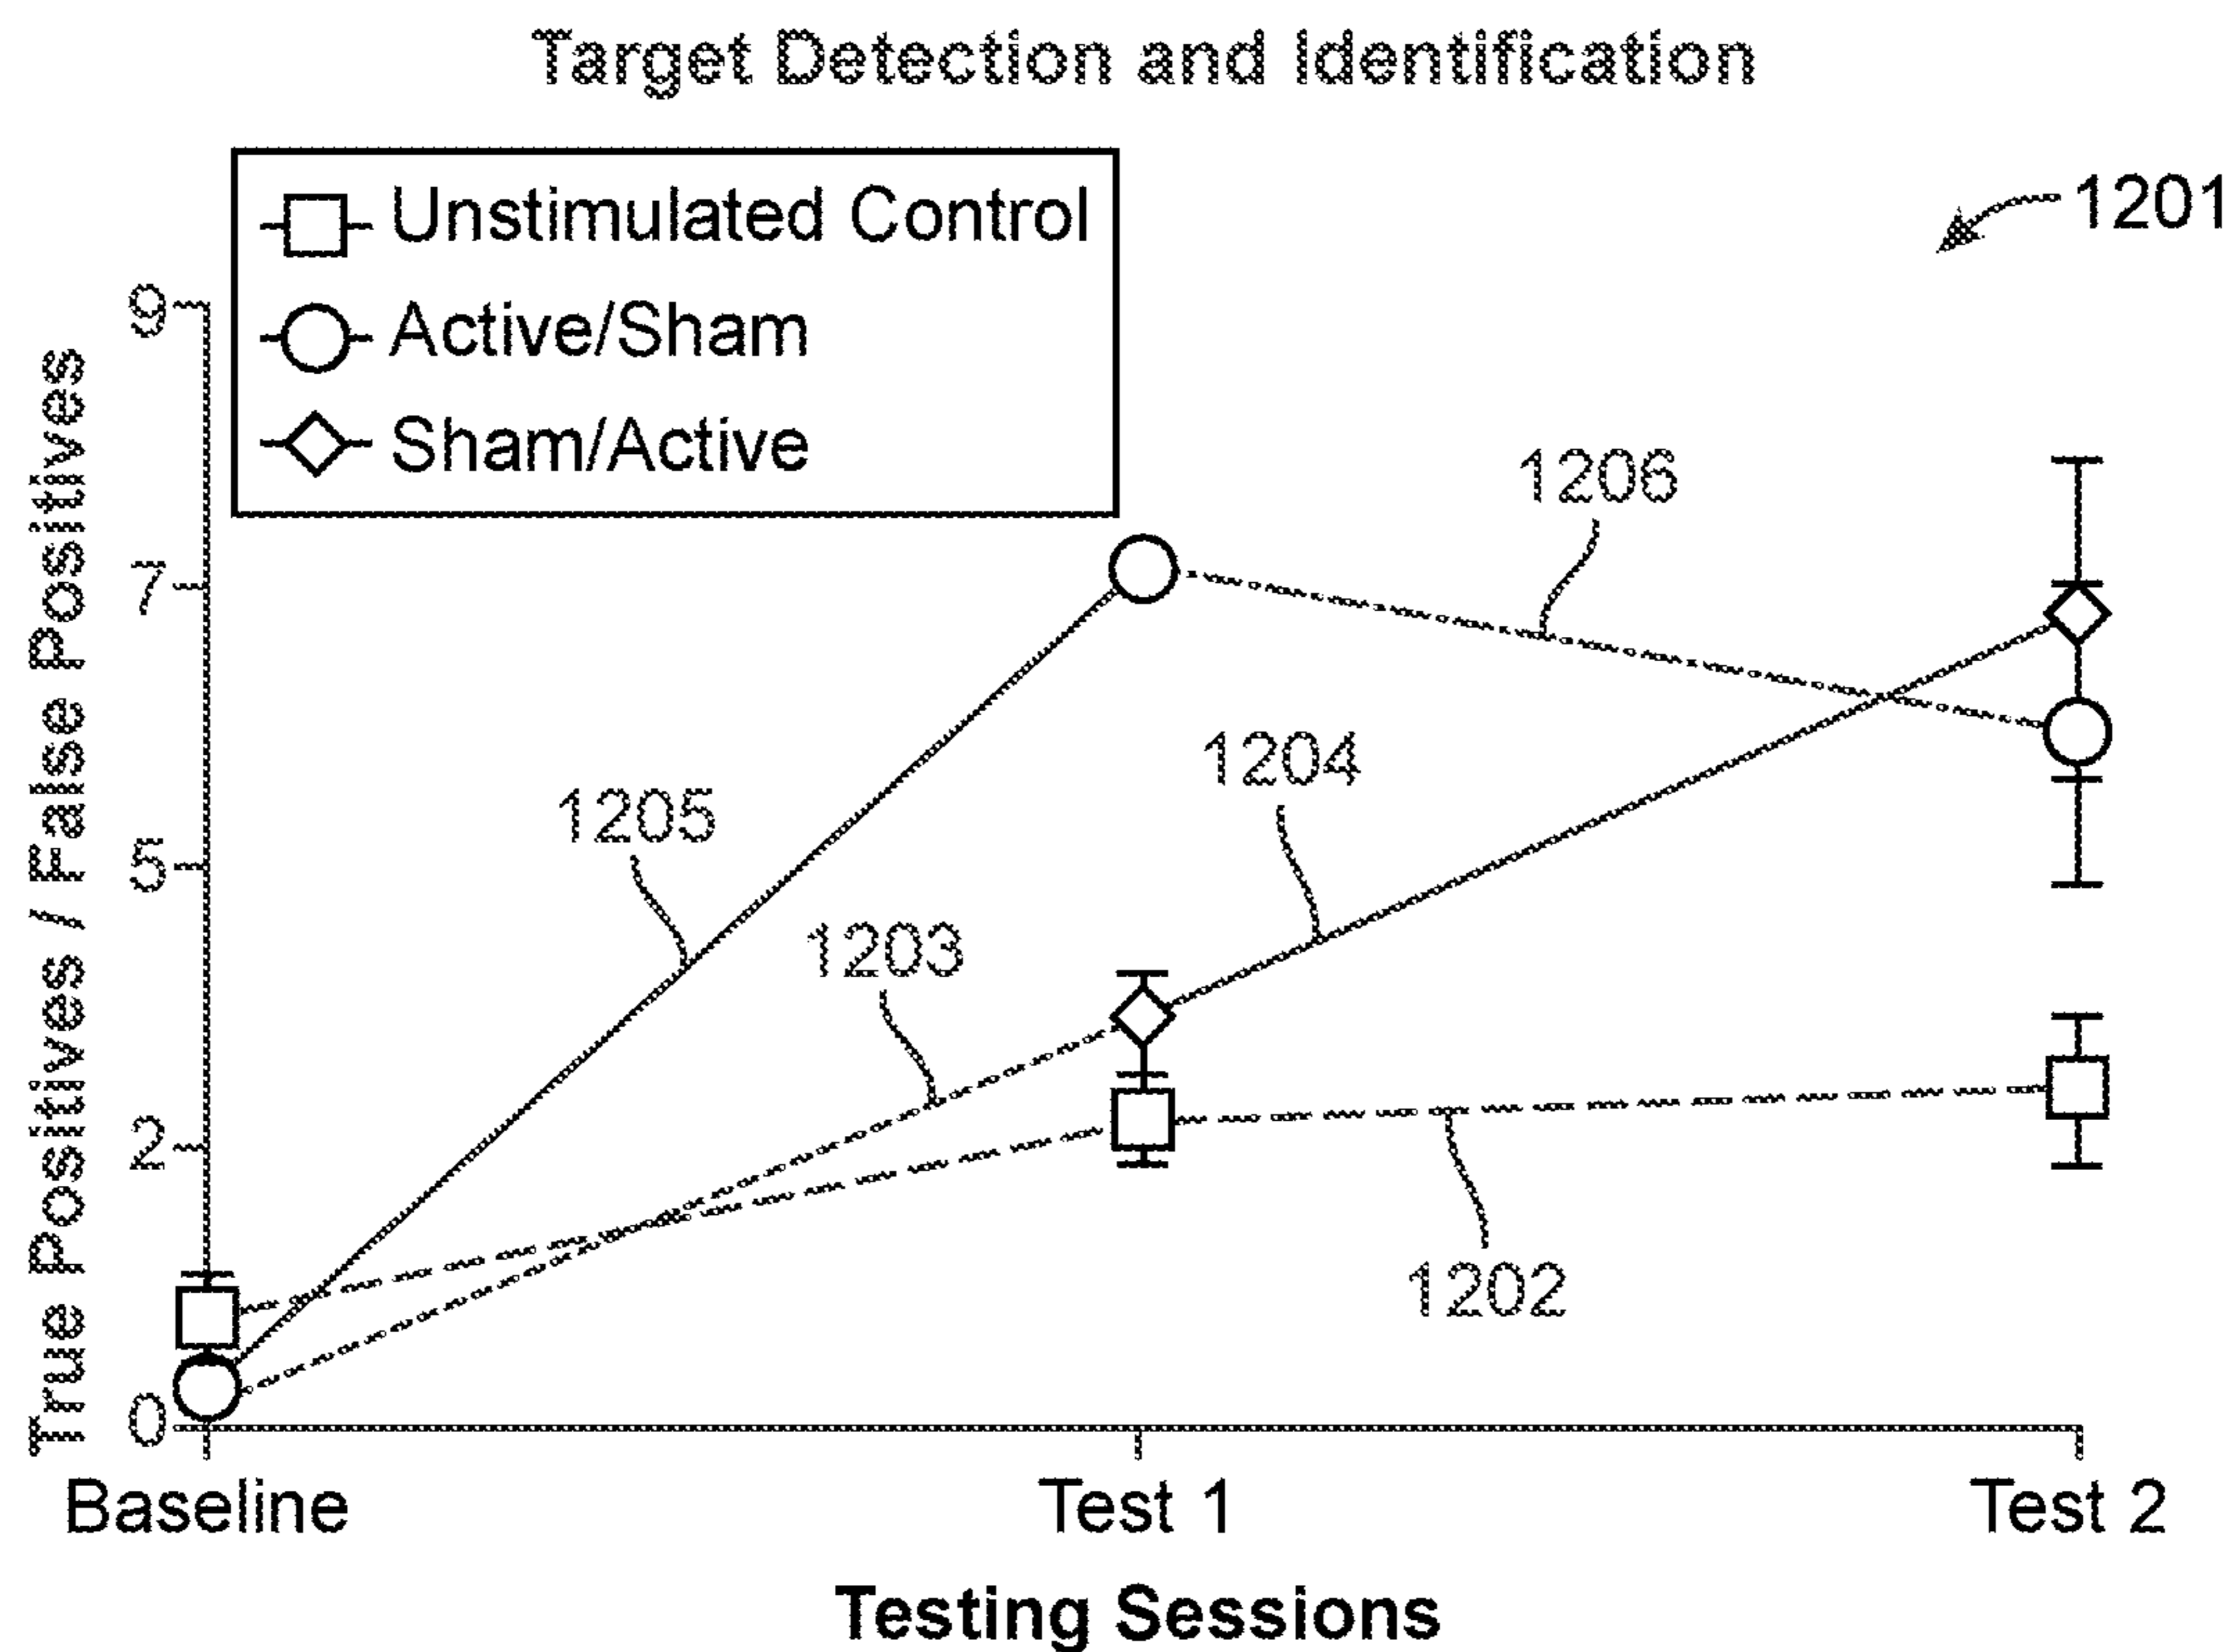 Target Detection and Identification
Unstimulated Control
Active/Sham
Sham/Active
1201
True Positives / False Positives
9
7
5
2
0
1206
1204
1205
1203
1202
Baseline
Test 1
Test 2
Testing Sessions